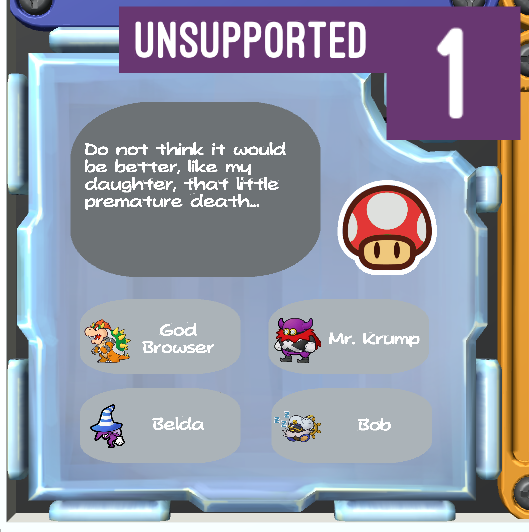 UNSUPPORTED
1
Do not think it would
be better, like my
daughter, that little
premature death...
God
Browser
Mr. Krump
Belda
Bob